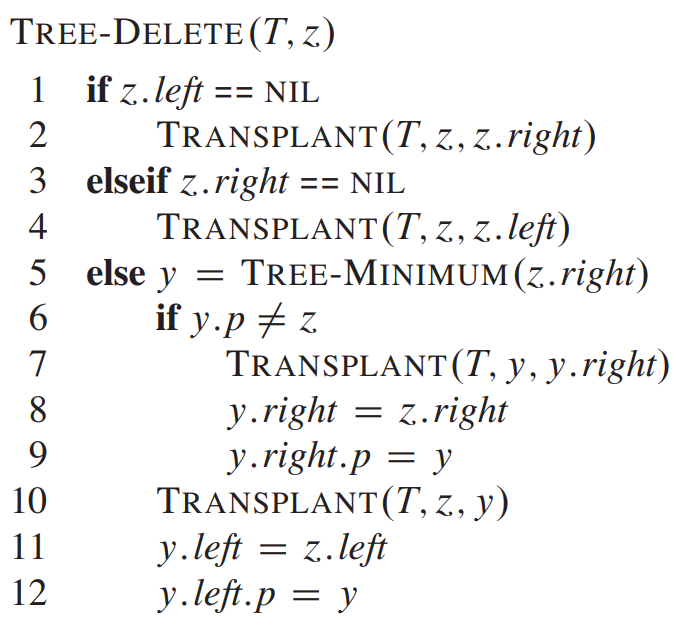 TREE-DELETE(T, z)
1 if z.left == NIL
2 TRANSPLANT(T, z, z.right)
3 elseif z.right == NIL
4 TRANSPLANT(T, z, z.left)
5 else y = TREE-MINIMUM(z.right)
6 if y.p ≠ z
7 TRANSPLANT(T, y, y.right)
8 y.right = z.right
9 y.right.p = y
10 TRANSPLANT(T, z, y)
11 y.left = z.left
12 y.left.p = y